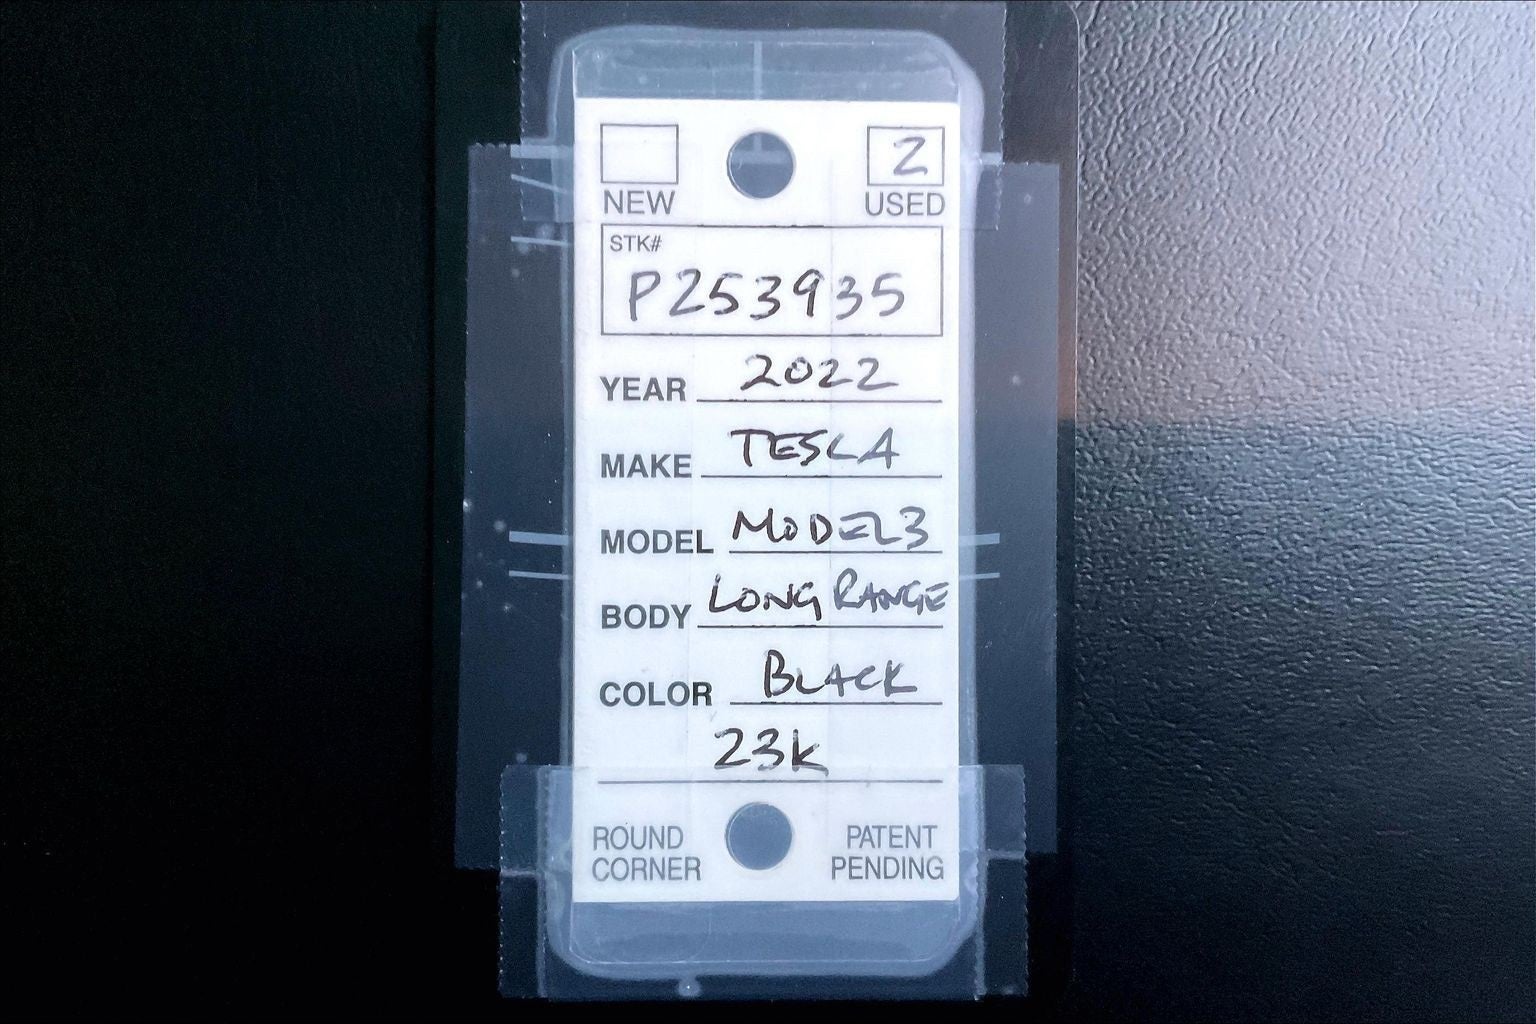 2
NEW USED
STK#
P253935
YEAR 2022
MAKE TESLA
MODEL MODEL3
BODY LONG RANGE
COLOR BLACK
23K
ROUND CORNER
PATENT PENDING